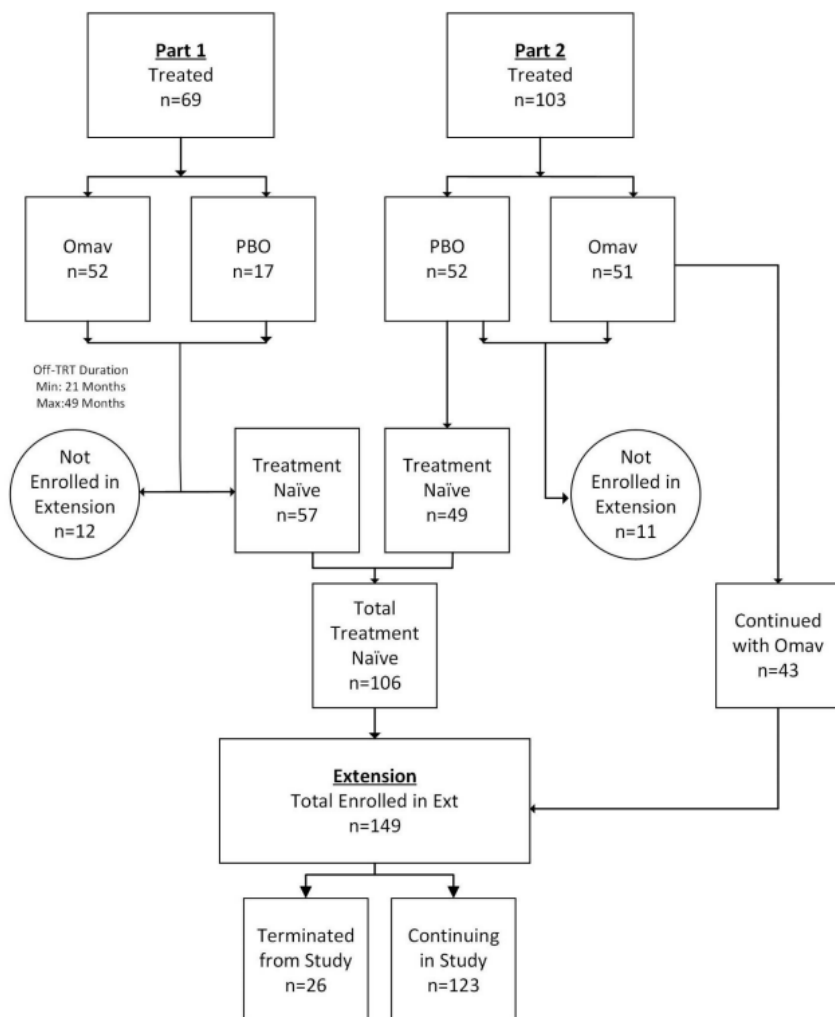 Part 1
Treated
n=69
Part 2
Treated
n=103
Omav
n=52
PBO
n=17
PBO
n=52
Omav
n=51
Off-TRT Duration
Min: 21 Months
Max:49 Months
Not
Enrolled in
Extension
n=12
Treatment
Naïve
n=57
Treatment
Naïve
n=49
Not
Enrolled in
Extension
n=11
Total
Treatment
Naïve
n=106
Continued
with Omav
n=43
Extension
Total Enrolled in Ext
n=149
Terminated
from Study
n=26
Continuing
in Study
n=123